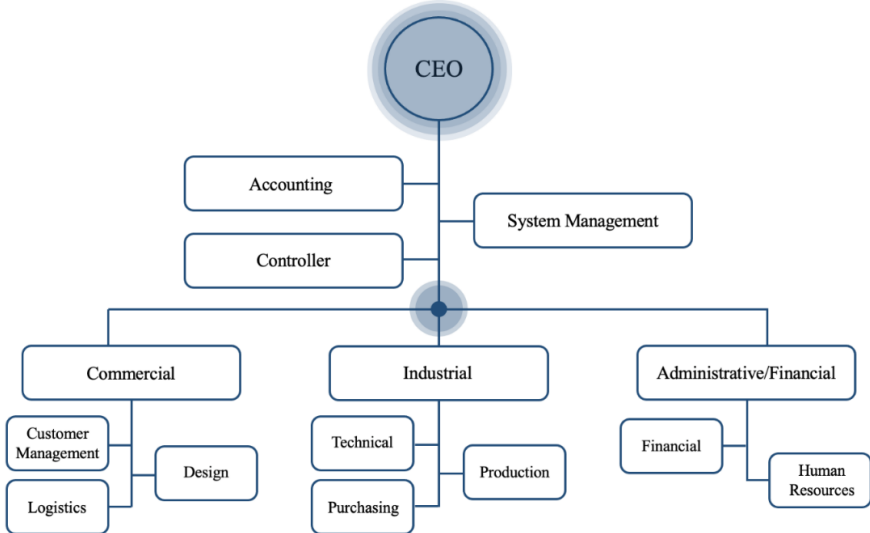 CEO
Accounting
System Management
Controller
Commercial
Industrial
Administrative/Financial
Customer
Management
Design
Logistics
Technical
Production
Purchasing
Financial
Human
Resources